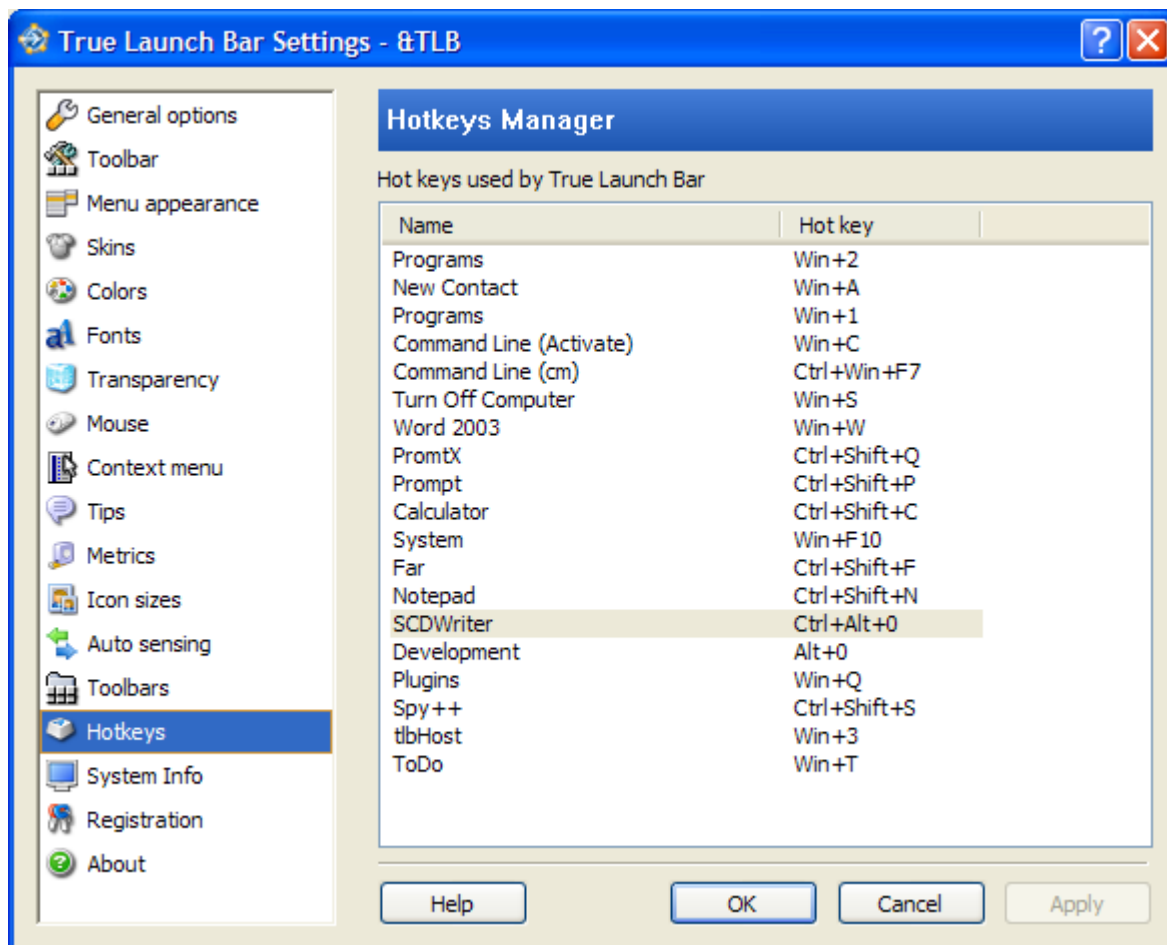 True Launch Bar Settings - &TLB
General options
Toolbar
Menu appearance
Skins
Colors
Fonts
Transparency
Mouse
Context menu
Tips
Metrics
Icon sizes
Auto sensing
Toolbars
Hotkeys
System Info
Registration
About
Hotkeys Manager
Hot keys used by True Launch Bar
Name Hot key
Programs Win+2
New Contact Win+A
Programs Win+1
Command Line (Activate) Win+C
Command Line (cm) Ctrl+Win+F7
Turn Off Computer Win+S
Word 2003 Win+W
PromtX Ctrl+Shift+Q
Prompt Ctrl+Shift+P
Calculator Ctrl+Shift+C
System Win+F10
Far Ctrl+Shift+F
Notepad Ctrl+Shift+N
SCDWriter Ctrl+Alt+0
Development Alt+0
Plugins Win+Q
Spy++ Ctrl+Shift+S
tlbHost Win+3
ToDo Win+T
Help OK Cancel Apply